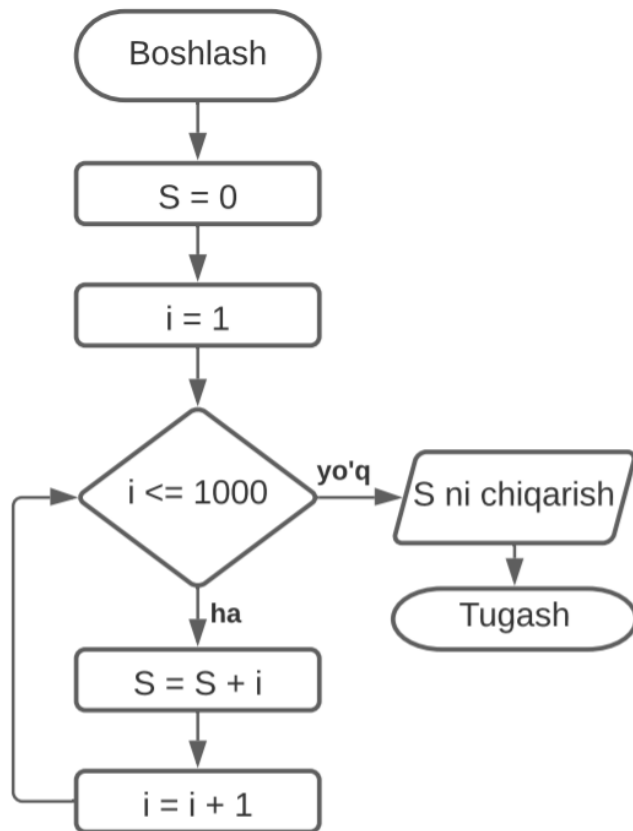 Boshlash
S = 0
i = 1
i <= 1000
yo'q
S ni chiqarish
Tugash
ha
S = S + i
i = i + 1